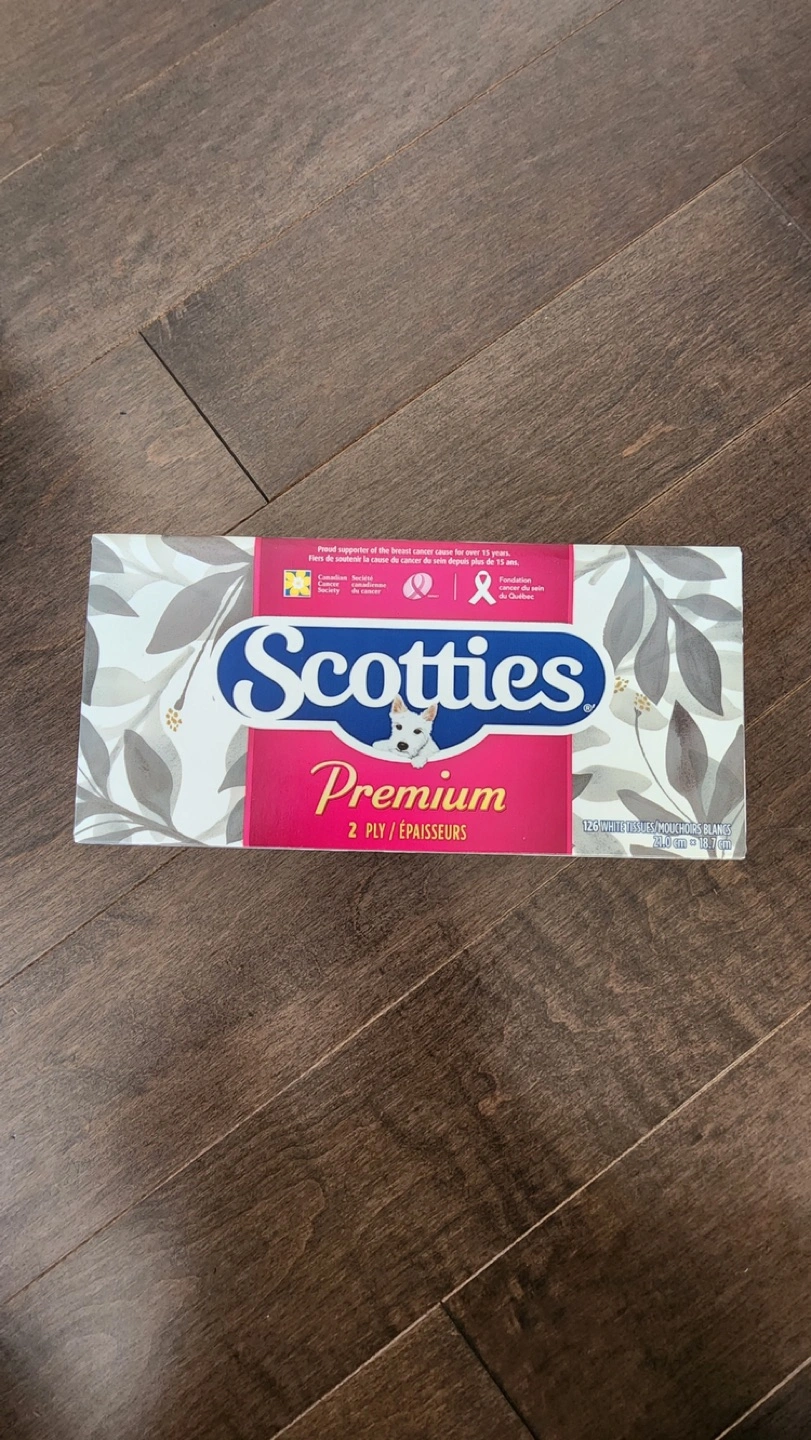 Proud supporter of the breast cancer cause for over 15 years.
Fiers de soutenir la cause du cancer du sein depuis plus de 15 ans.
Canadian Cancer Society
Société canadienne du cancer
Fondation cancer du sein du Québec
Scotties®
Premium
2 PLY / ÉPAISSEURS
126 WHITE TISSUES/MOUCHOIRS BLANCS
21.0 cm × 18.7 cm